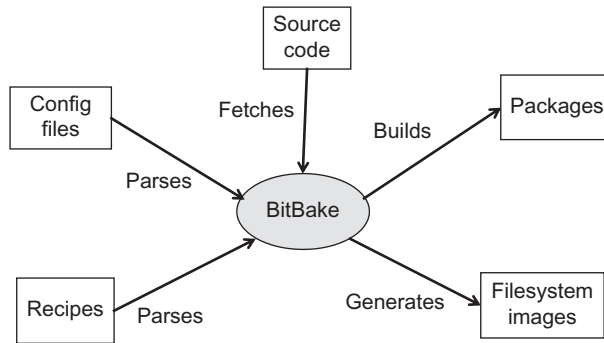 Source
code
Config
files
Fetches
Packages
Builds
Parses
BitBake
Recipes
Parses
Generates
Filesystem
images